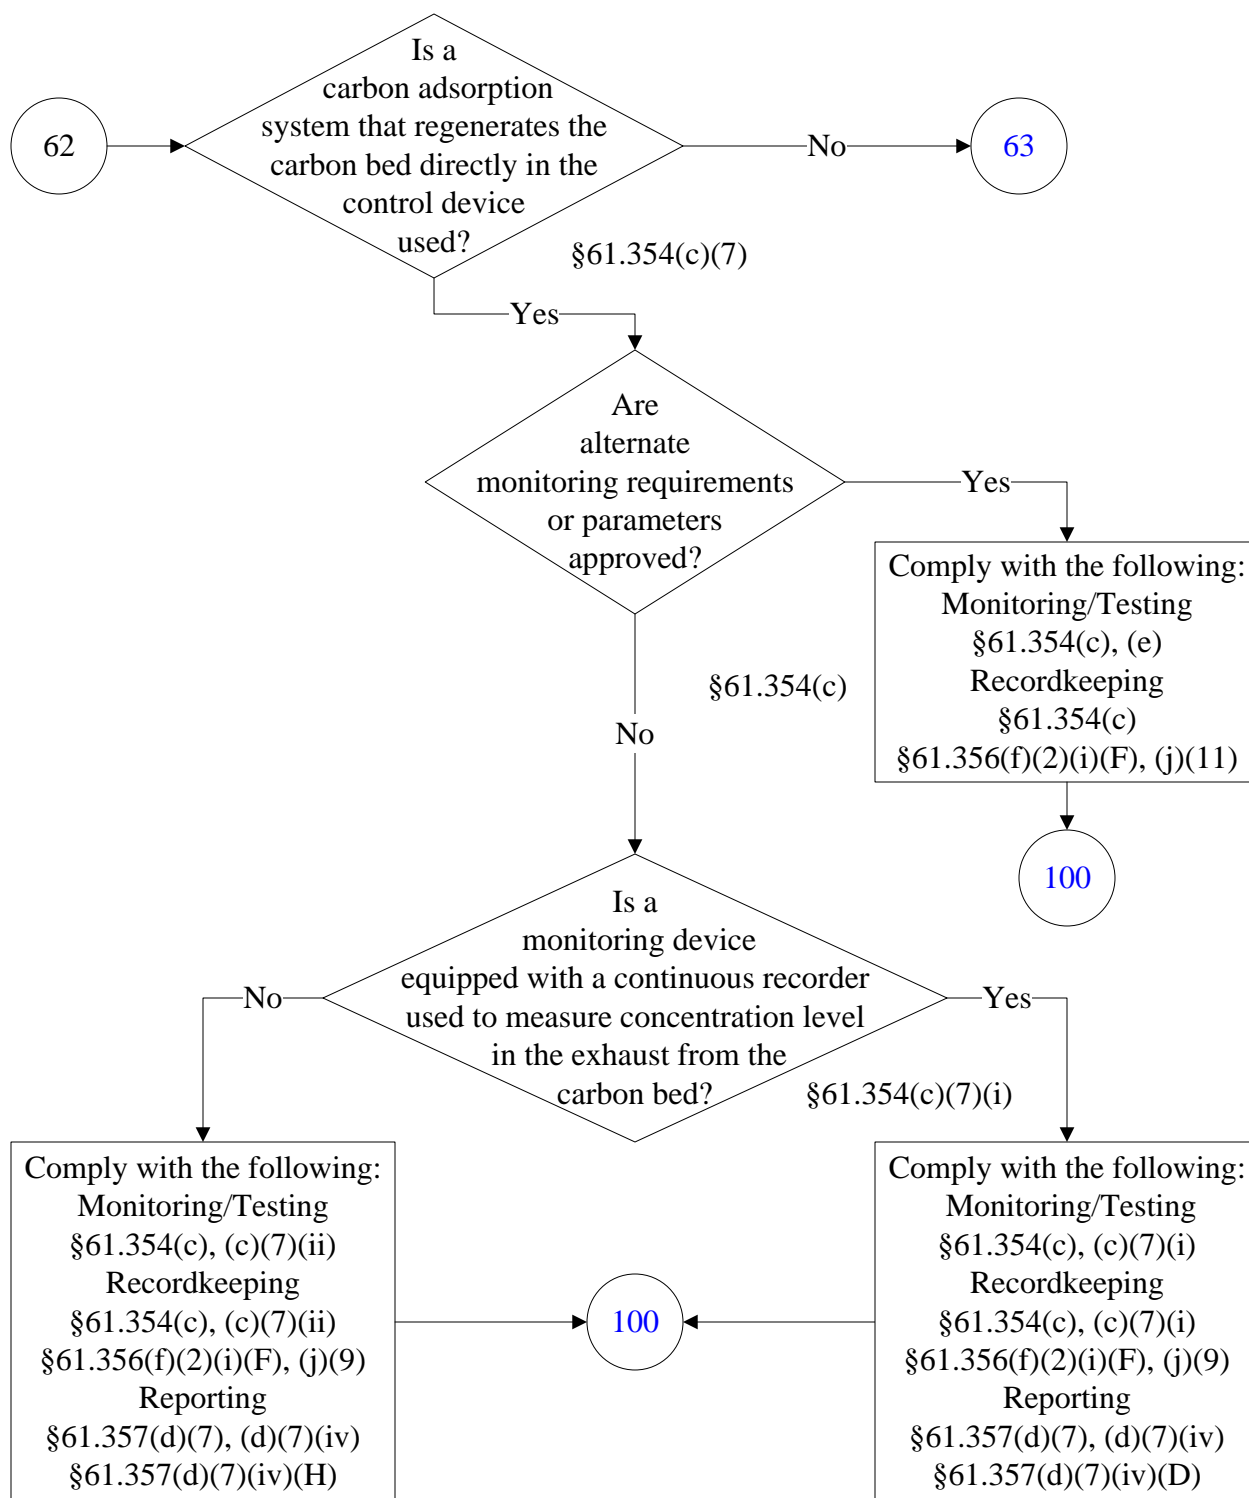 62
Is a
carbon adsorption
system that regenerates the
carbon bed directly in the
control device
used?
No
63
§61.354(c)(7)
Yes
Are
alternate
monitoring requirements
or parameters
approved?
Yes
Comply with the following:
Monitoring/Testing
§61.354(c), (e)
Recordkeeping
§61.354(c)
§61.356(f)(2)(i)(F), (j)(11)
§61.354(c)
No
100
Is a
monitoring device
equipped with a continuous recorder
used to measure concentration level
in the exhaust from the
carbon bed?
No
Yes
§61.354(c)(7)(i)
Comply with the following:
Monitoring/Testing
§61.354(c), (c)(7)(ii)
Recordkeeping
§61.354(c), (c)(7)(ii)
§61.356(f)(2)(i)(F), (j)(9)
Reporting
§61.357(d)(7), (d)(7)(iv)
§61.357(d)(7)(iv)(H)
100
Comply with the following:
Monitoring/Testing
§61.354(c), (c)(7)(i)
Recordkeeping
§61.354(c), (c)(7)(i)
§61.356(f)(2)(i)(F), (j)(9)
Reporting
§61.357(d)(7), (d)(7)(iv)
§61.357(d)(7)(iv)(D)